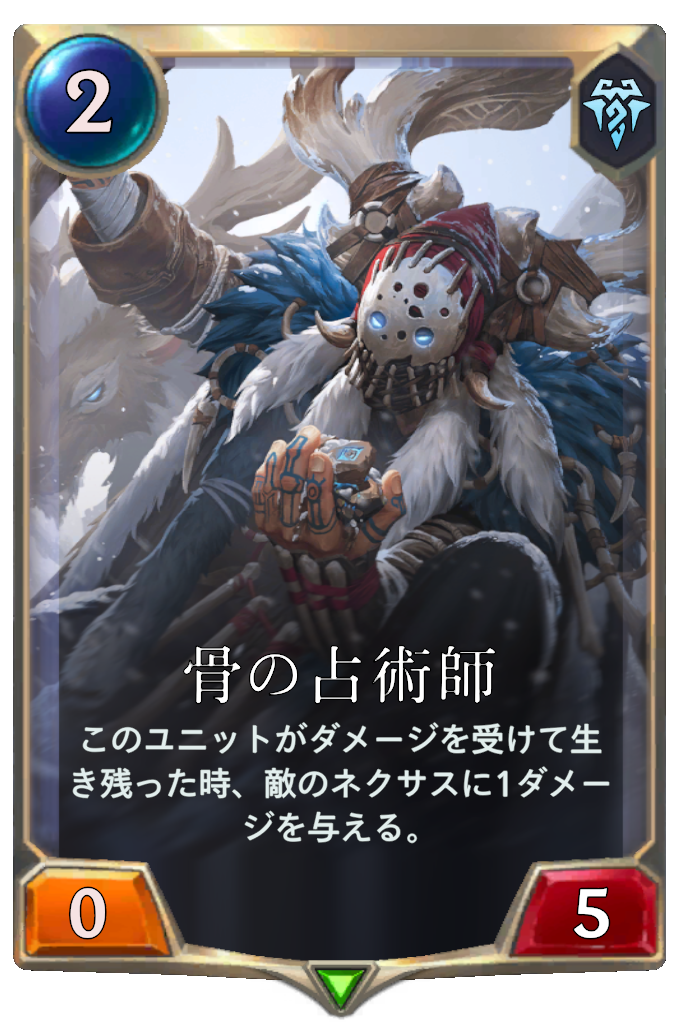 2
骨の占術師
このユニットがダメージを受けて生
き残った時、敵のネクサスに1ダメー
ジを与える。
0
5